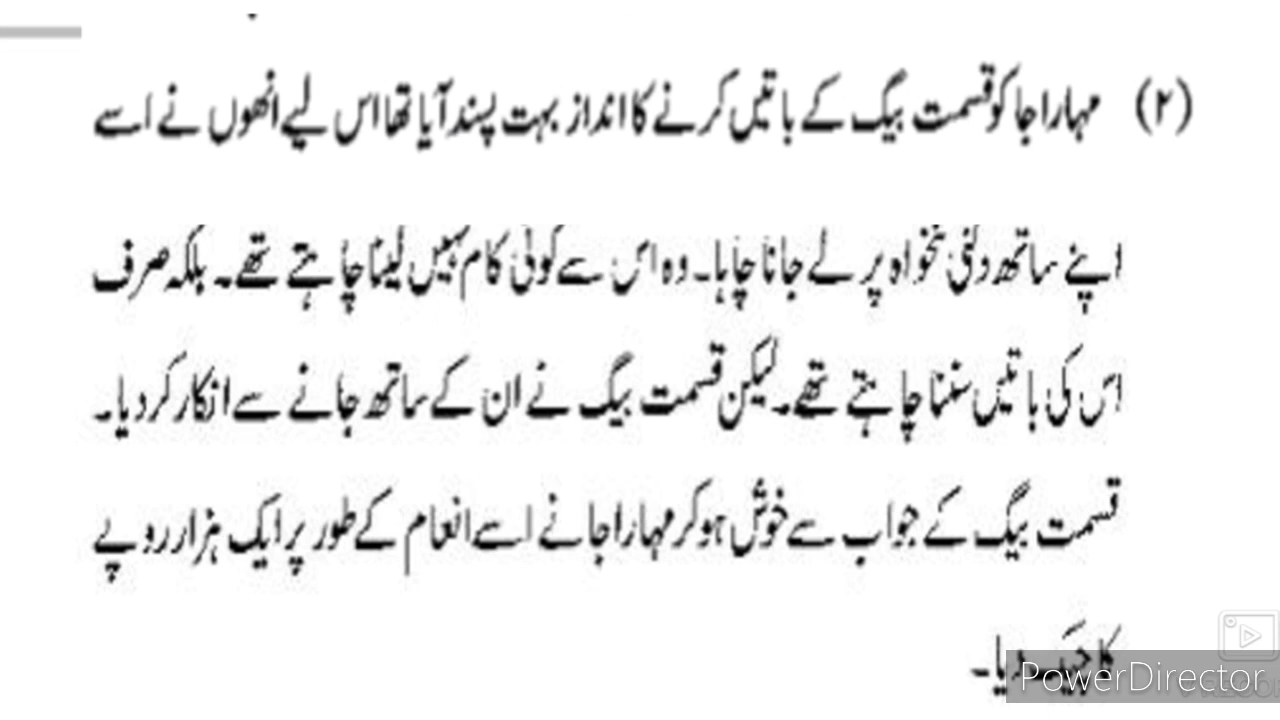 (۲) مہاراجا کو قسمت بیگ کے باتیں کرنے کا انداز بہت پسند آیا تھا اس لیے انھوں نے اسے
اپنے ساتھ دگنی تنخواہ پر لے جانا چاہا۔ وہ اس سے کوئی کام نہیں لینا چاہتے تھے۔ بلکہ صرف
اس کی باتیں سننا چاہتے تھے۔ لیکن قسمت بیگ نے ان کے ساتھ جانے سے انکار کر دیا۔
قسمت بیگ کے جواب سے خوش ہو کر مہاراجا نے اسے انعام کے طور پر ایک ہزار روپے
کا چیک دیا۔
PowerDirector